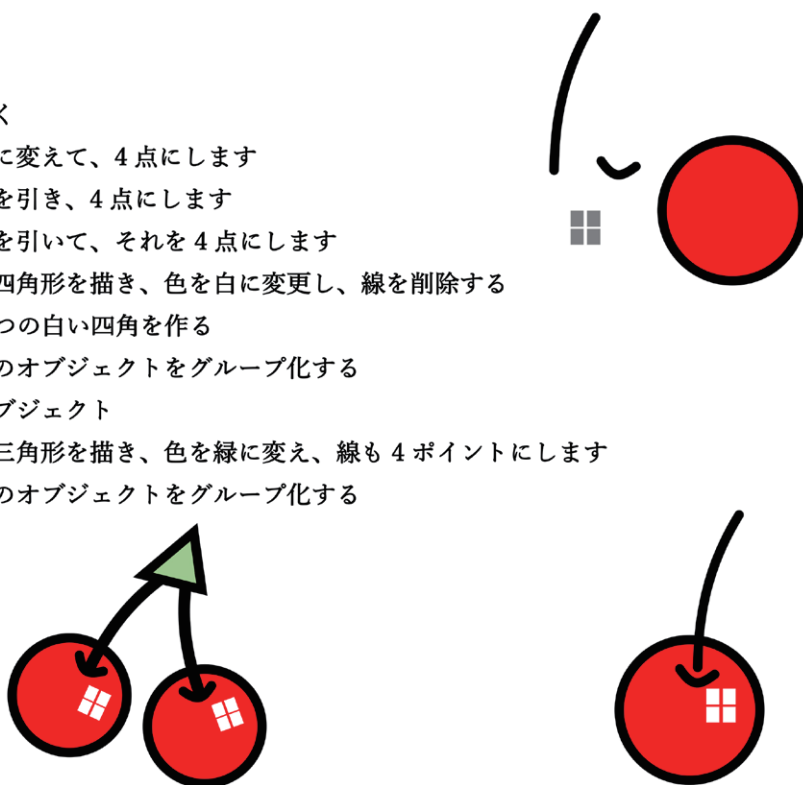 く
に変えて、4 点にします
を引き、4 点にします
を引いて、それを 4 点にします
四角形を描き、色を白に変更し、線を削除する
つの白い四角を作る
のオブジェクトをグループ化する
ブジェクト
三角形を描き、色を緑に変え、線も 4 ポイントにします
のオブジェクトをグループ化する